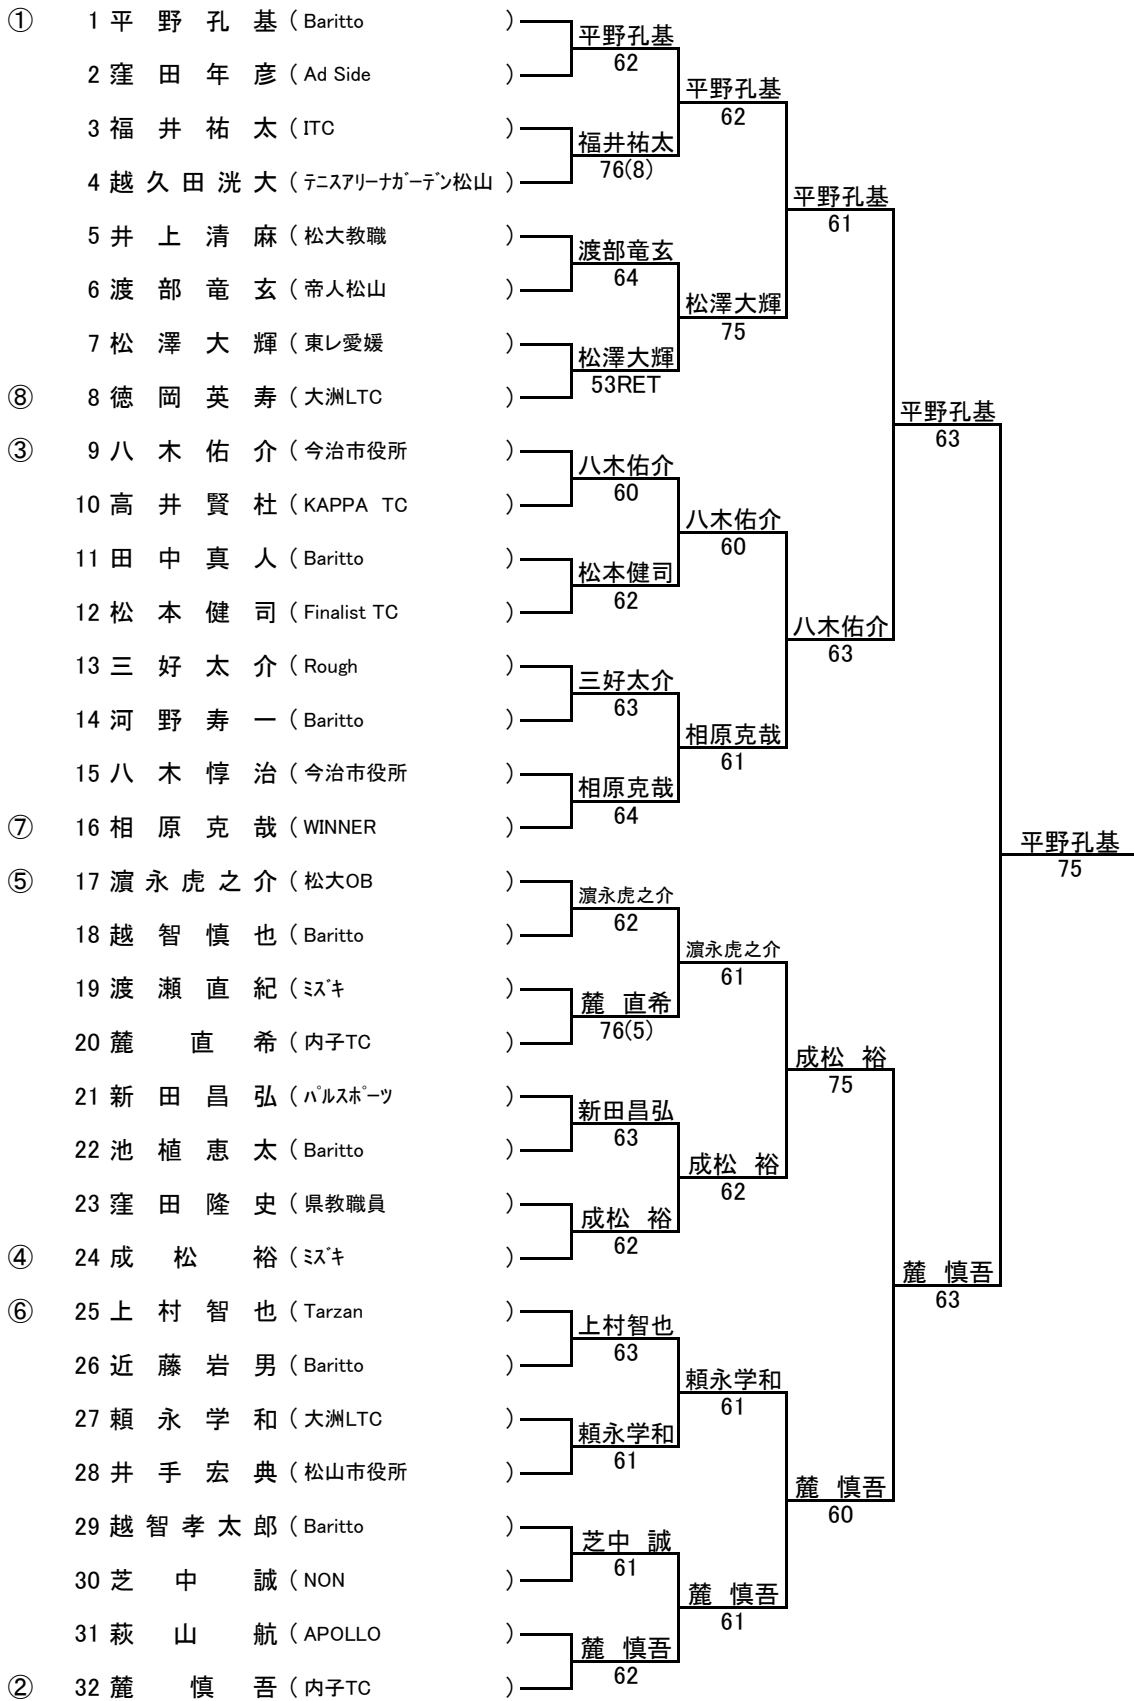 ① 1 平野孔基 ( Baritto )
平野孔基
62
2 窪田年彦 ( Ad Side )
平野孔基
62
3 福井祐太 ( ITC )
福井祐太
76(8)
4 越久田洸大 ( テニスアリーナガーデン松山 )
平野孔基
61
5 井上清麻 ( 松大教職 )
渡部竜玄
64
6 渡部竜玄 ( 帝人松山 )
松澤大輝
75
7 松澤大輝 ( 東レ愛媛 )
松澤大輝
53RET
⑧ 8 徳岡英寿 ( 大洲LTC )
平野孔基
63
③ 9 八木佑介 ( 今治市役所 )
八木佑介
60
10 高井賢杜 ( KAPPA TC )
八木佑介
60
11 田中真人 ( Baritto )
松本健司
62
12 松本健司 ( Finalist TC )
八木佑介
63
13 三好太介 ( Rough )
三好太介
63
14 河野寿一 ( Baritto )
相原克哉
61
15 八木惇治 ( 今治市役所 )
相原克哉
64
⑦ 16 相原克哉 ( WINNER )
平野孔基
75
⑤ 17 濵永虎之介 ( 松大OB )
濵永虎之介
62
18 越智慎也 ( Baritto )
濵永虎之介
61
19 渡瀬直紀 ( ミズキ )
麓 直希
76(5)
20 麓直希 ( 内子TC )
成松 裕
75
21 新田昌弘 ( パルスポーツ )
新田昌弘
63
22 池植恵太 ( Baritto )
成松 裕
62
23 窪田隆史 ( 県教職員 )
成松 裕
62
④ 24 成松裕 ( ミズキ )
麓 慎吾
63
⑥ 25 上村智也 ( Tarzan )
上村智也
63
26 近藤岩男 ( Baritto )
頼永学和
61
27 頼永学和 ( 大洲LTC )
頼永学和
61
28 井手宏典 ( 松山市役所 )
麓 慎吾
60
29 越智孝太郎 ( Baritto )
芝中 誠
61
30 芝中誠 ( NON )
麓 慎吾
61
31 萩山航 ( APOLLO )
麓 慎吾
62
② 32 麓慎吾 ( 内子TC )